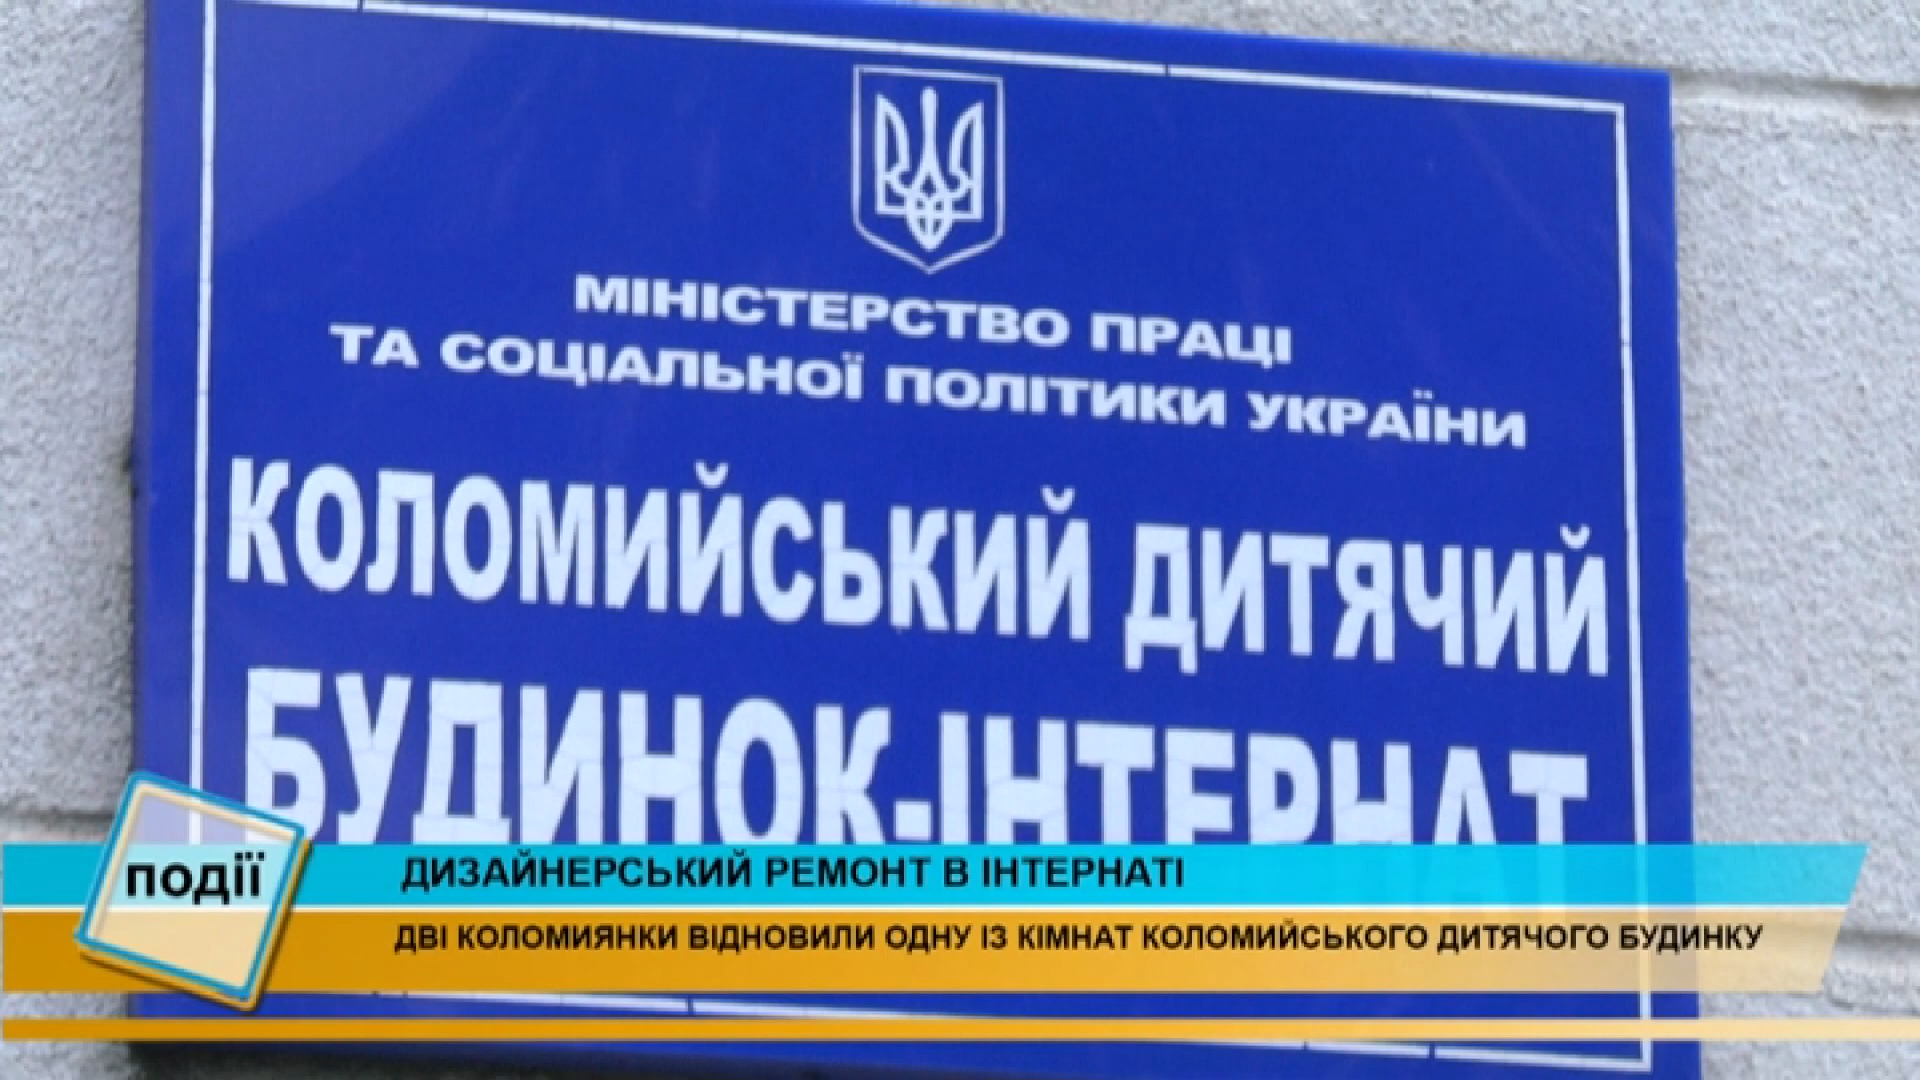 МІНІСТЕРСТВО ПРАЦІ
ТА СОЦІАЛЬНОЇ ПОЛІТИКИ УКРАЇНИ
КОЛОМИЙСЬКИЙ ДИТЯЧИЙ
БУДИНОК-ІНТЕРНАТ
події
ДИЗАЙНЕРСЬКИЙ РЕМОНТ В ІНТЕРНАТІ
ДВІ КОЛОМИЯНКИ ВІДНОВИЛИ ОДНУ ІЗ КІМНАТ КОЛОМИЙСЬКОГО ДИТЯЧОГО БУДИНКУ